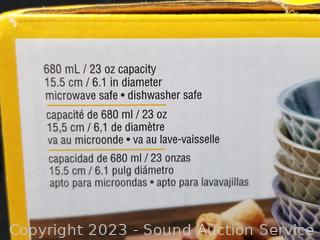 680 mL / 23 oz capacity
15.5 cm / 6.1 in diameter
microwave safe • dishwasher safe
capacité de 680 ml / 23 oz
15,5 cm / 6,1 de diamètre
va au microonde • va au lave-vaisselle
capacidad de 680 ml / 23 onzas
15.5 cm / 6.1 pulg diámetro
apto para microondas • apto para lavavajillas
Copyright 2023 - Sound Auction Service